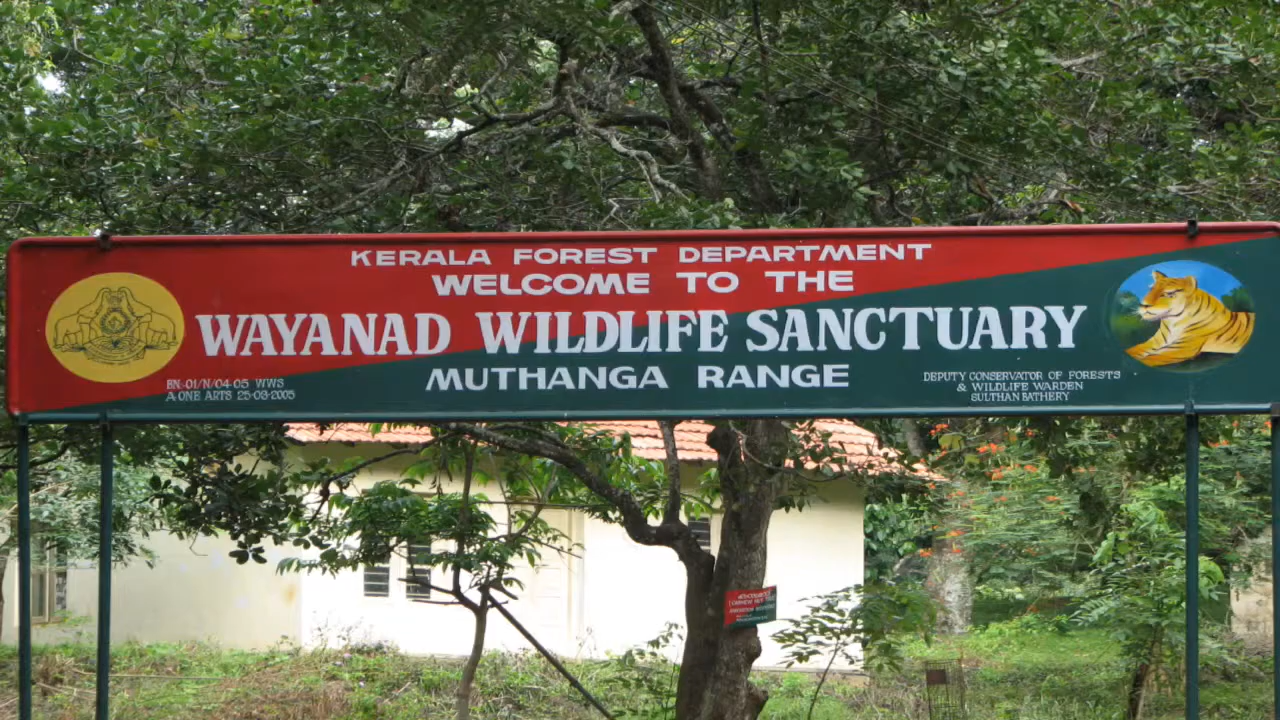 KERALA FOREST DEPARTMENT
WELCOME TO THE
WAYANAD WILDLIFE SANCTUARY
MUTHANGA RANGE
BN-01/N/04-05 WWS
A ONE ARTS 25-03-2005
DEPUTY CONSERVATOR OF FORESTS
& WILDLIFE WARDEN
SULTHAN BATHERY